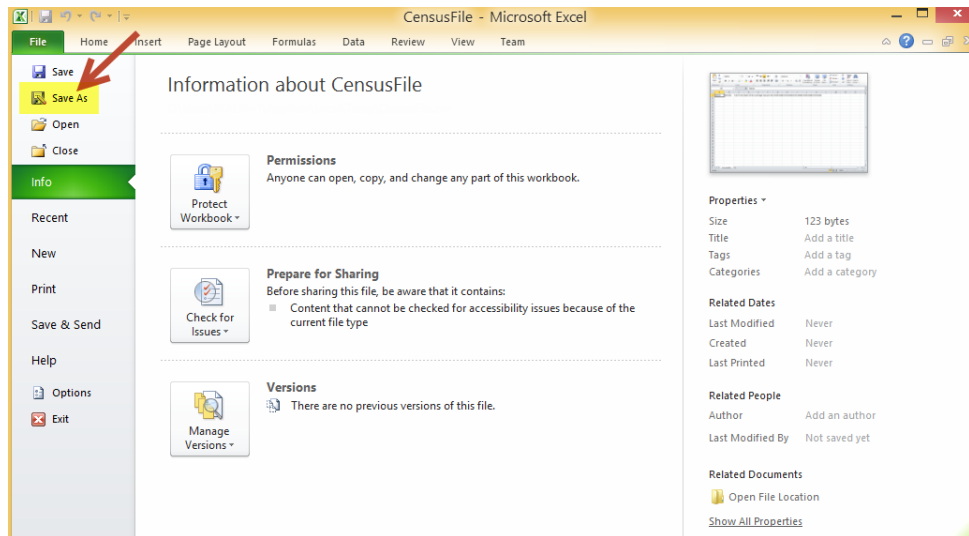 CensusFile - Microsoft Excel
File Home Insert Page Layout Formulas Data Review View Team
Save
Save As
Open
Close
Info
Recent
New
Print
Save & Send
Help
Options
Exit
Information about CensusFile
Protect
Workbook
Permissions
Anyone can open, copy, and change any part of this workbook.
Check for
Issues
Prepare for Sharing
Before sharing this file, be aware that it contains:
Content that cannot be checked for accessibility issues because of the
current file type
Manage
Versions
Versions
There are no previous versions of this file.
Properties
Size 123 bytes
Title Add a title
Tags Add a tag
Categories Add a category
Related Dates
Last Modified Never
Created Never
Last Printed Never
Related People
Author Add an author
Last Modified By Not saved yet
Related Documents
Open File Location
Show All Properties